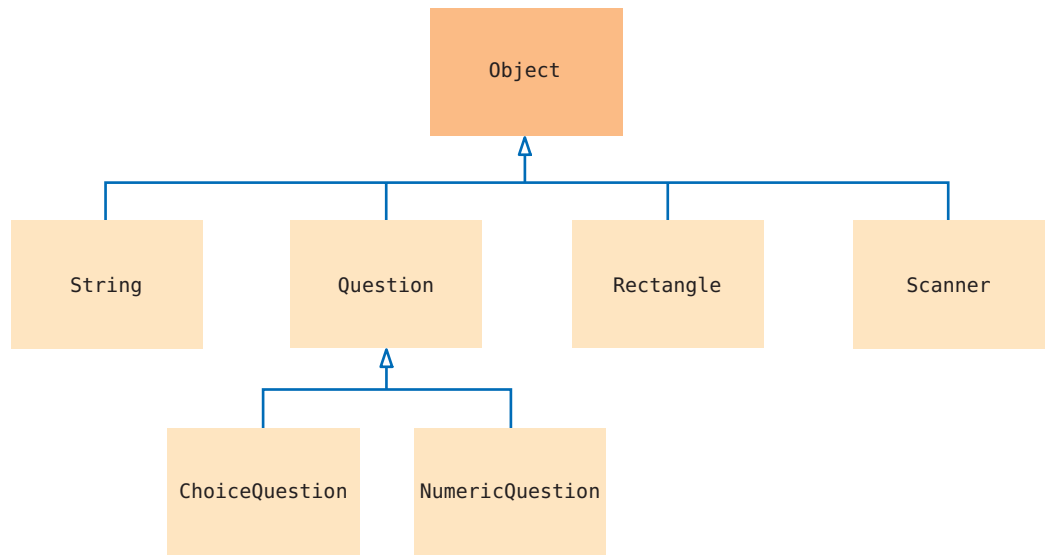 Object
String
Question
Rectangle
Scanner
ChoiceQuestion
NumericQuestion